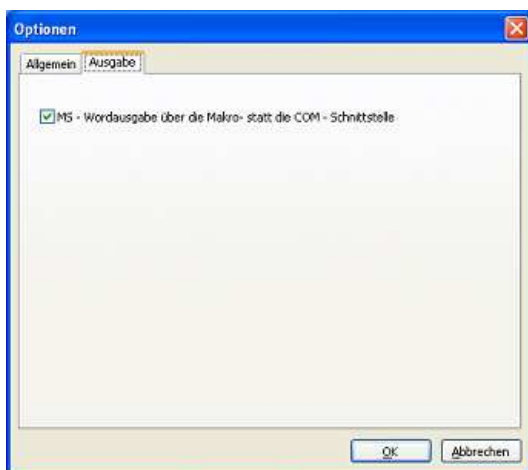 Optionen
Allgemein Ausgabe
MS - Wordausgabe über die Makro- statt die COM - Schnittstelle
OK Abbrechen